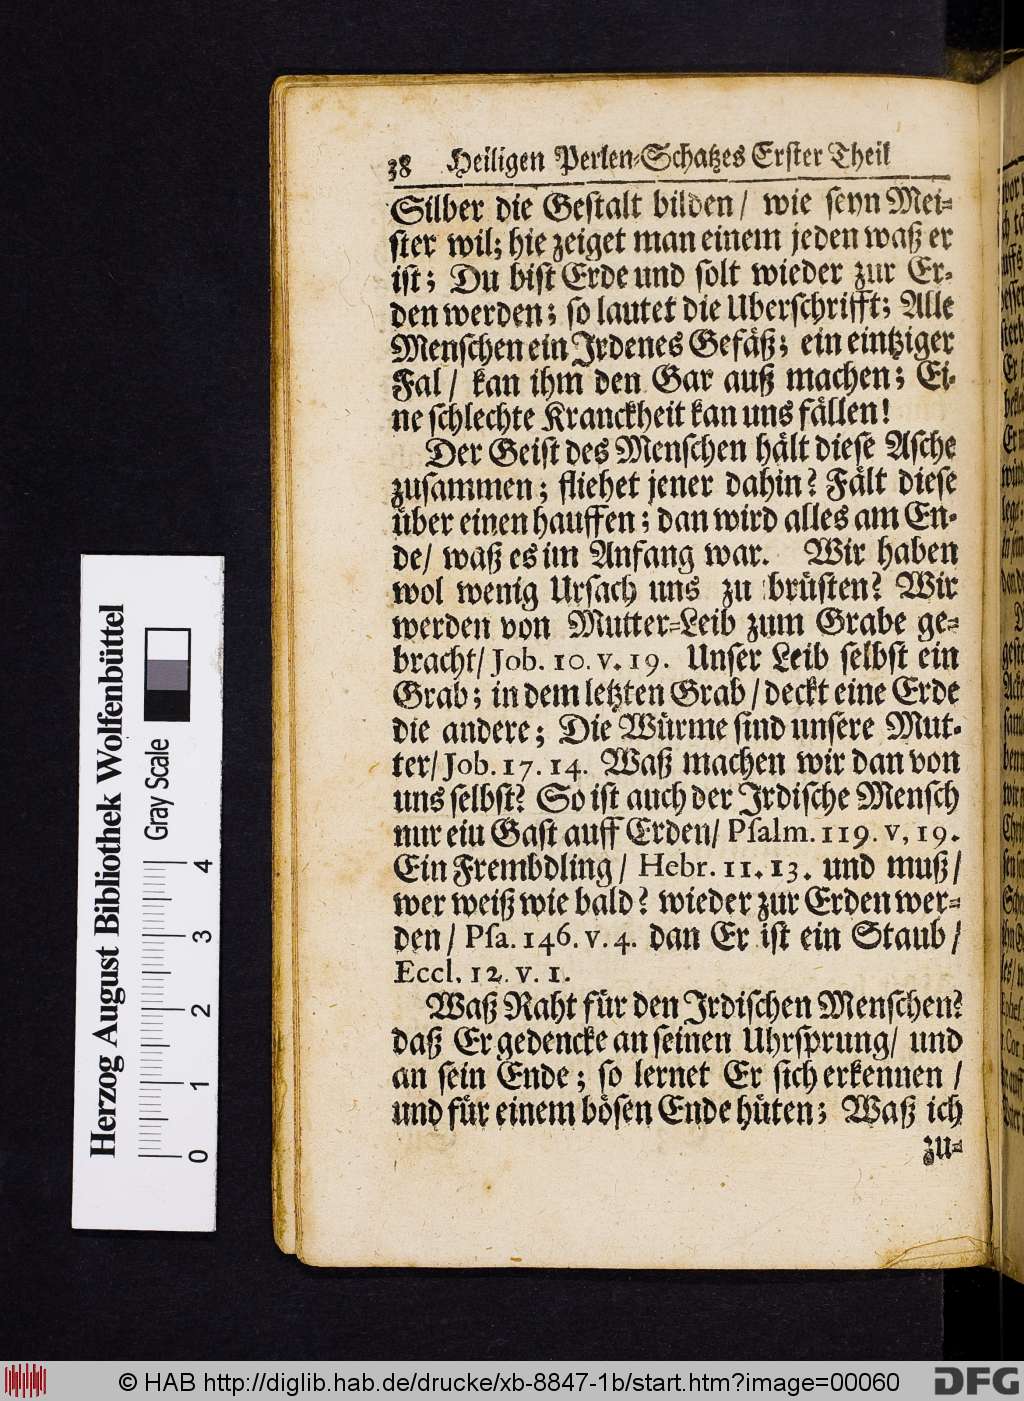 38 Heiligen Perlen-Schatzes Erster Theil
Silber die Gestalt bilden / wie seyn Mei-
ster wil; hie zeiget man einem jeden waß er
ist; Du bist Erde und solt wieder zur Er-
den werden; so lautet die Uberschrifft; Alle
Menschen ein Irdenes Gefäß; ein eintziger
Fal / kan ihm den Gar auß machen; Ei-
ne schlechte Kranckheit kan uns fällen!
Der Geist des Menschen hält diese Asche
zusammen; fliehet jener dahin? Fält diese
über einen hauffen; dan wird alles am En-
de/ waß es im Anfang war. Wir haben
wol wenig Ursach uns zu brüsten? Wir
werden von Mutter-Leib zum Grabe ge-
bracht/ Job. 10. v. 19. Unser Leib selbst ein
Grab; in dem letzten Grab / deckt eine Erde
die andere; Die Würme sind unsere Mut-
ter/ Job. 17. 14. Waß machen wir dan von
uns selbst? So ist auch der Irdische Mensch
nur eiu Gast auff Erden/ Psalm. 119. v, 19.
Ein Frembdling / Hebr. 11. 13. und muß /
wer weiß wie bald? wieder zur Erden wer-
den / Psa. 146. v. 4. dan Er ist ein Staub /
Eccl. 12. v. 1.
Waß Raht für den Irdischen Menschen?
daß Er gedencke an seinen Uhrsprung/ und
an sein Ende; so lernet Er sich erkennen /
und für einem bösen Ende hüten; Waß ich
zu-
Herzog August Bibliothek Wolfenbüttel
Gray Scale
0 1 2 3 4
© HAB http://diglib.hab.de/drucke/xb-8847-1b/start.htm?image=00060
DFG